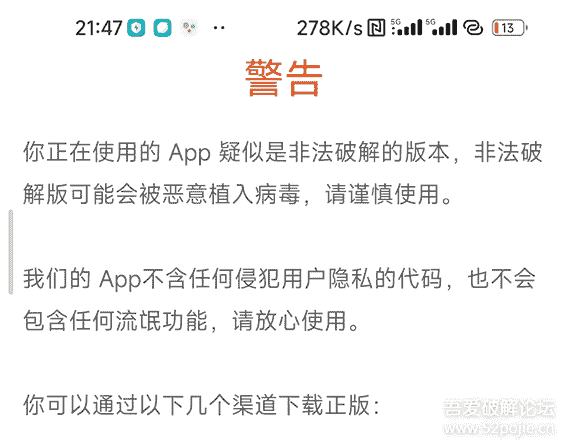 21:47 278K/s 5G 5G 13
警告
你正在使用的 App 疑似是非法破解的版本，非法破
解版可能会被恶意植入病毒，请谨慎使用。
我们的 App不含任何侵犯用户隐私的代码，也不会
包含任何流氓功能，请放心使用。
你可以通过以下几个渠道下载正版：
吾爱破解论坛
www.52pojie.cn